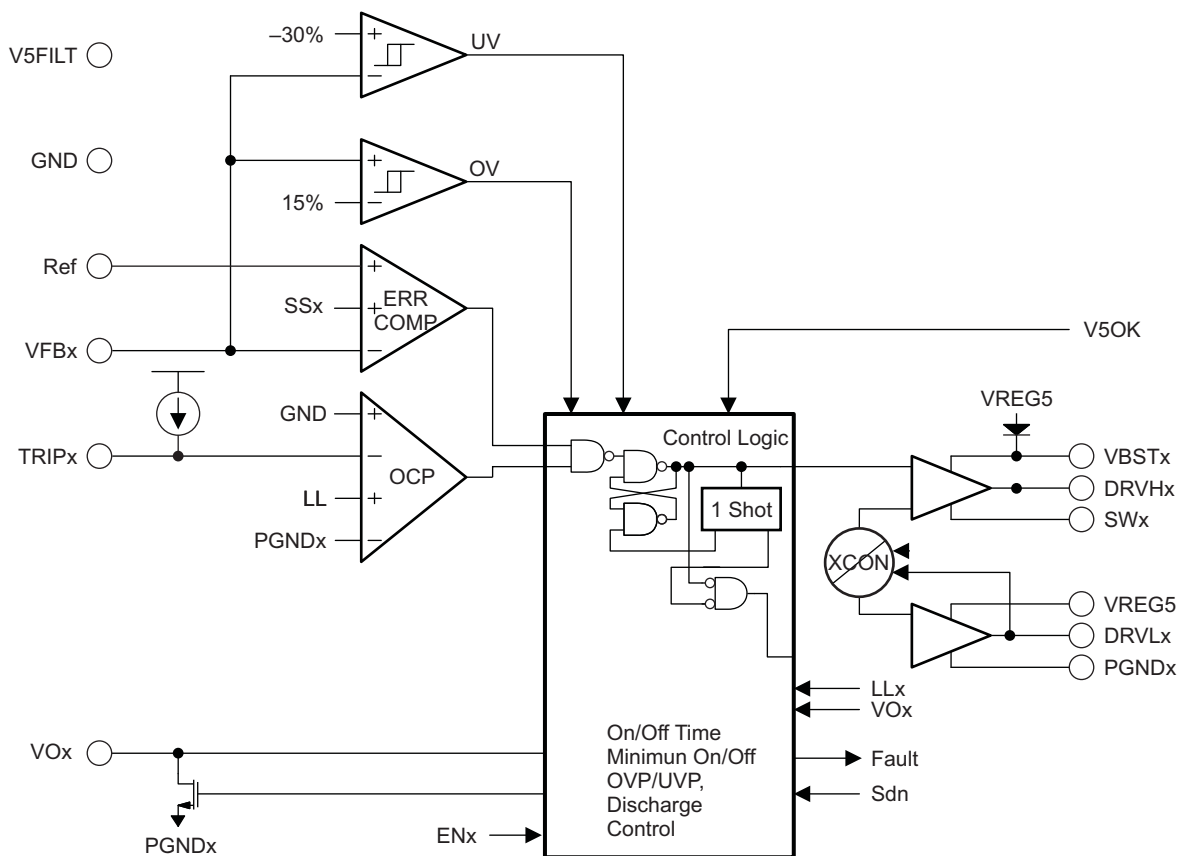 V5FILT
GND
Ref
VFBx
TRIPx
VOx
–30%
+
–
UV
+
–
15%
OV
+
SSx
+
–
ERR
COMP
GND
+
–
LL
+
PGNDx
–
OCP
V5OK
Control Logic
1 Shot
VREG5
VBSTx
DRVHx
SWx
XCON
VREG5
DRVLx
PGNDx
LLx
VOx
Fault
Sdn
On/Off Time
Minimun On/Off
OVP/UVP,
Discharge
Control
ENx
PGNDx